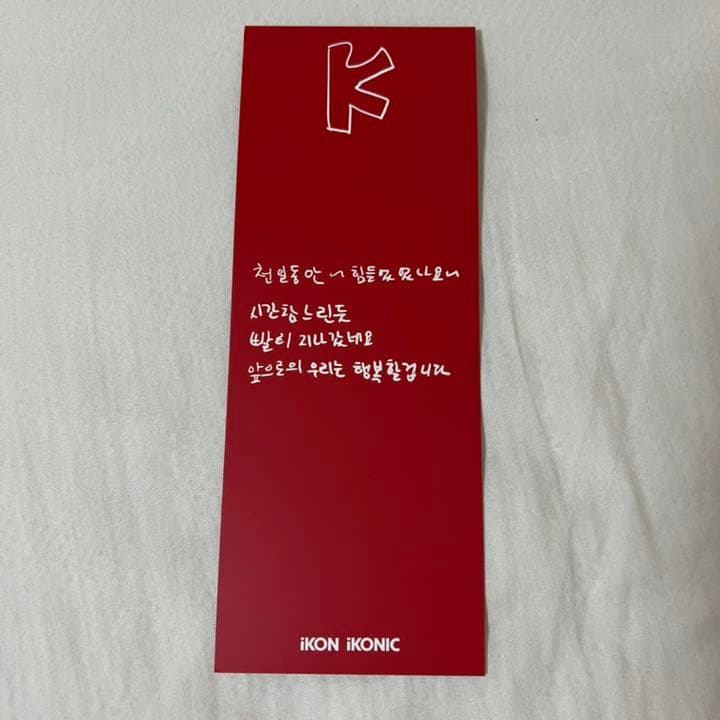 K
천일동안 ~ 힘들었었나요~
시간참 느린듯
빨리 지나갔네요
앞으로의 우리는 행복할겁니다
iKON iKONIC